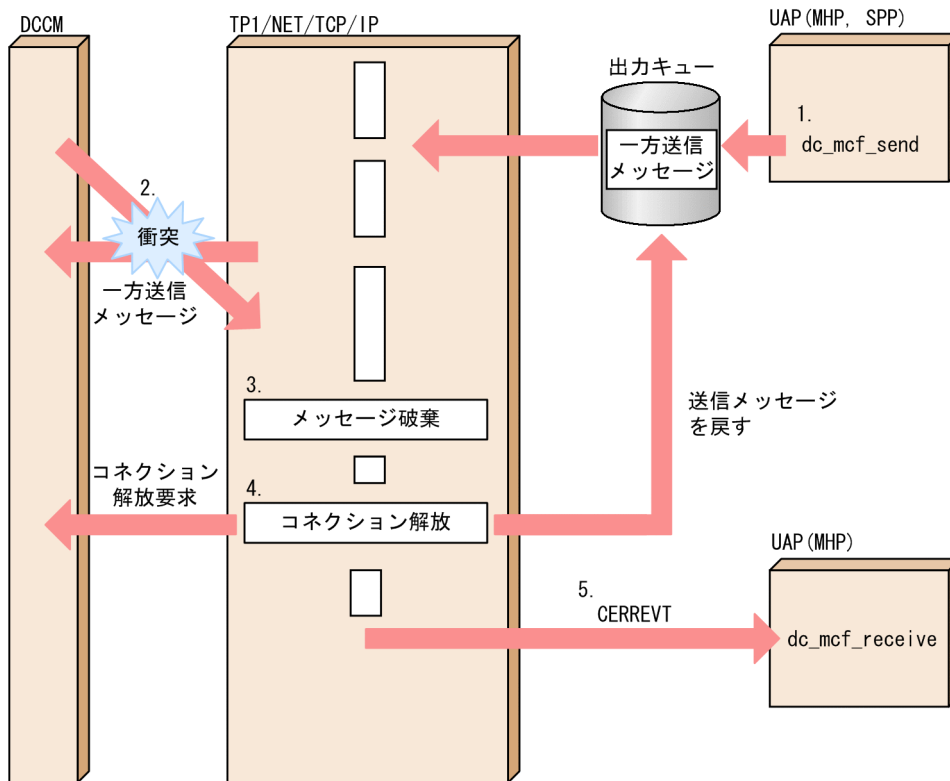 DCCM
TP1/NET/TCP/IP
UAP(MHP, SPP)
出力キュー
一方送信
メッセージ
1.
dc_mcf_send
2.
衝突
一方送信
メッセージ
3.
メッセージ破棄
送信メッセージ
を戻す
コネクション
解放要求
4.
コネクション解放
UAP(MHP)
5.
CERREVT
dc_mcf_receive